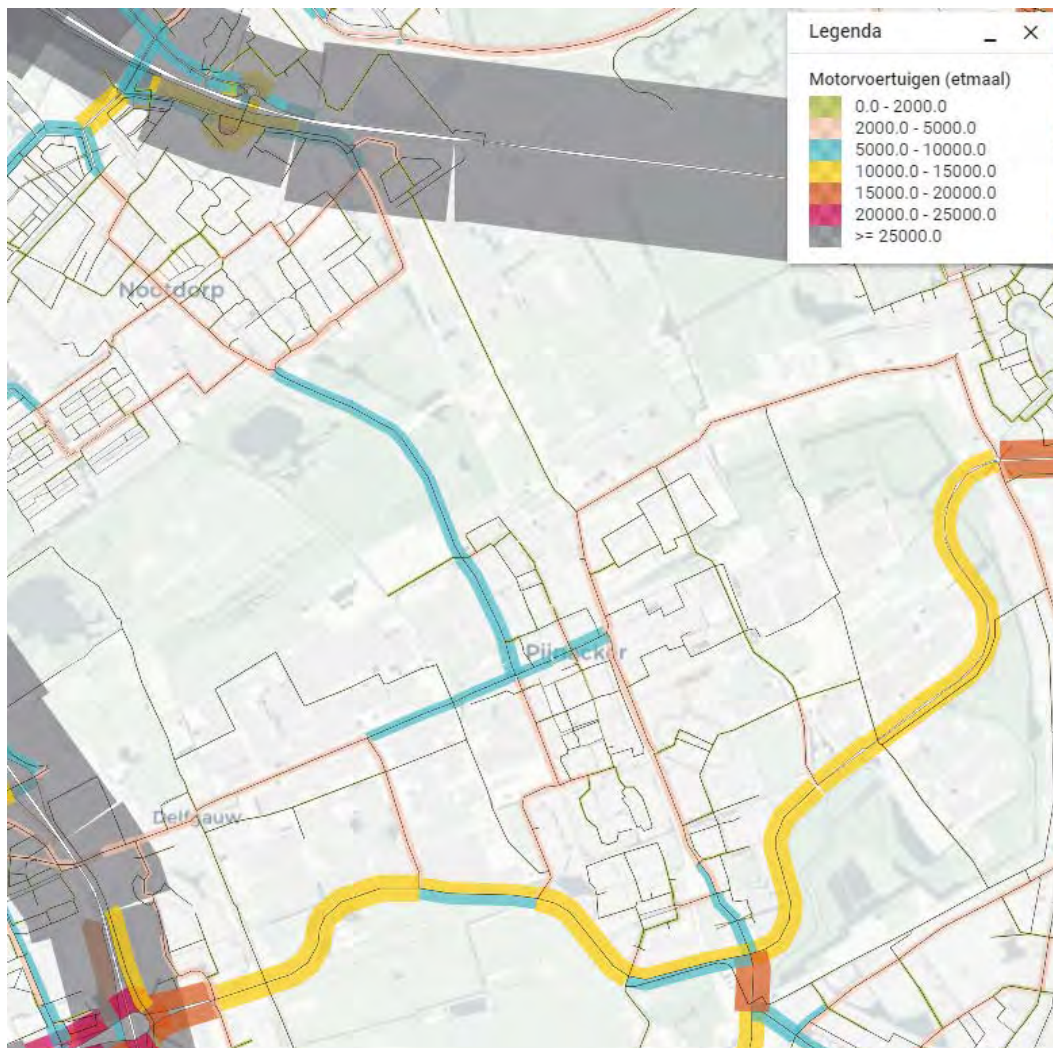 Legenda
Motorvoertuigen (etmaal)
0.0 - 2000.0
2000.0 - 5000.0
5000.0 - 10000.0
10000.0 - 15000.0
15000.0 - 20000.0
20000.0 - 25000.0
>= 25000.0
Nootdorp
Pijnacker
Delfgauw